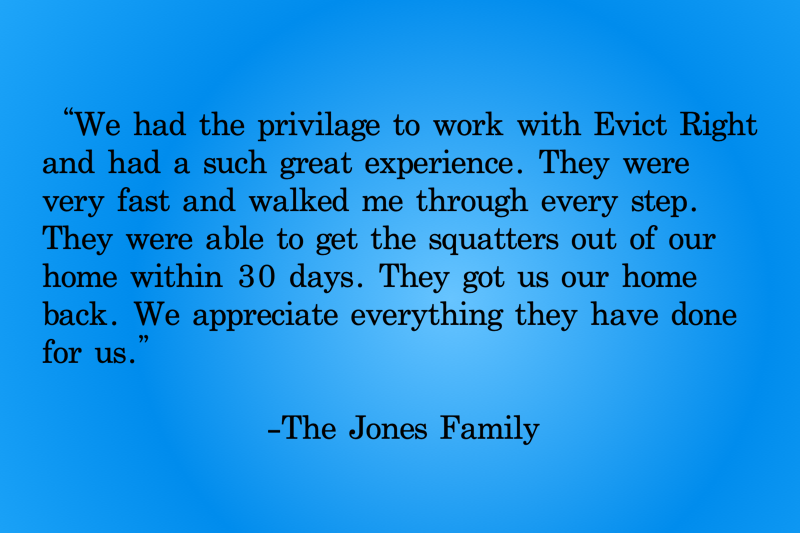 “We had the privilage to work with Evict Right
and had a such great experience. They were
very fast and walked me through every step.
They were able to get the squatters out of our
home within 30 days. They got us our home
back. We appreciate everything they have done
for us.”
-The Jones Family